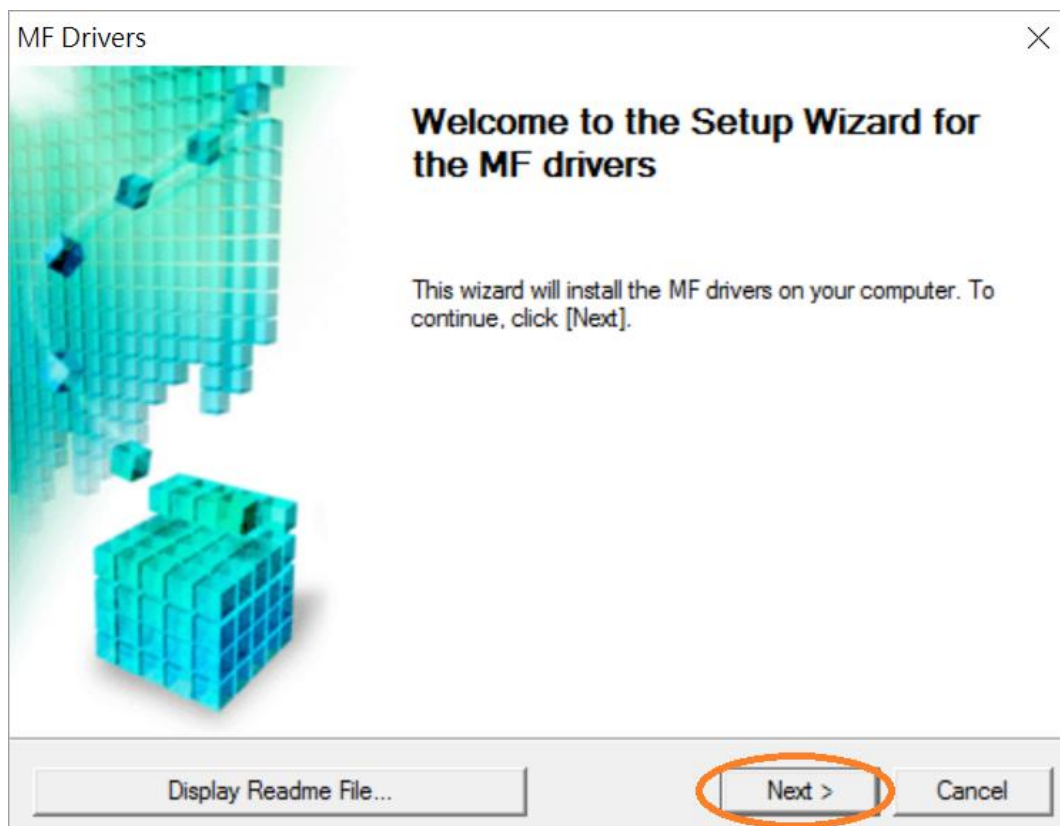 MF Drivers
Welcome to the Setup Wizard for
the MF drivers
This wizard will install the MF drivers on your computer. To
continue, click [Next].
Display Readme File...
Next >
Cancel